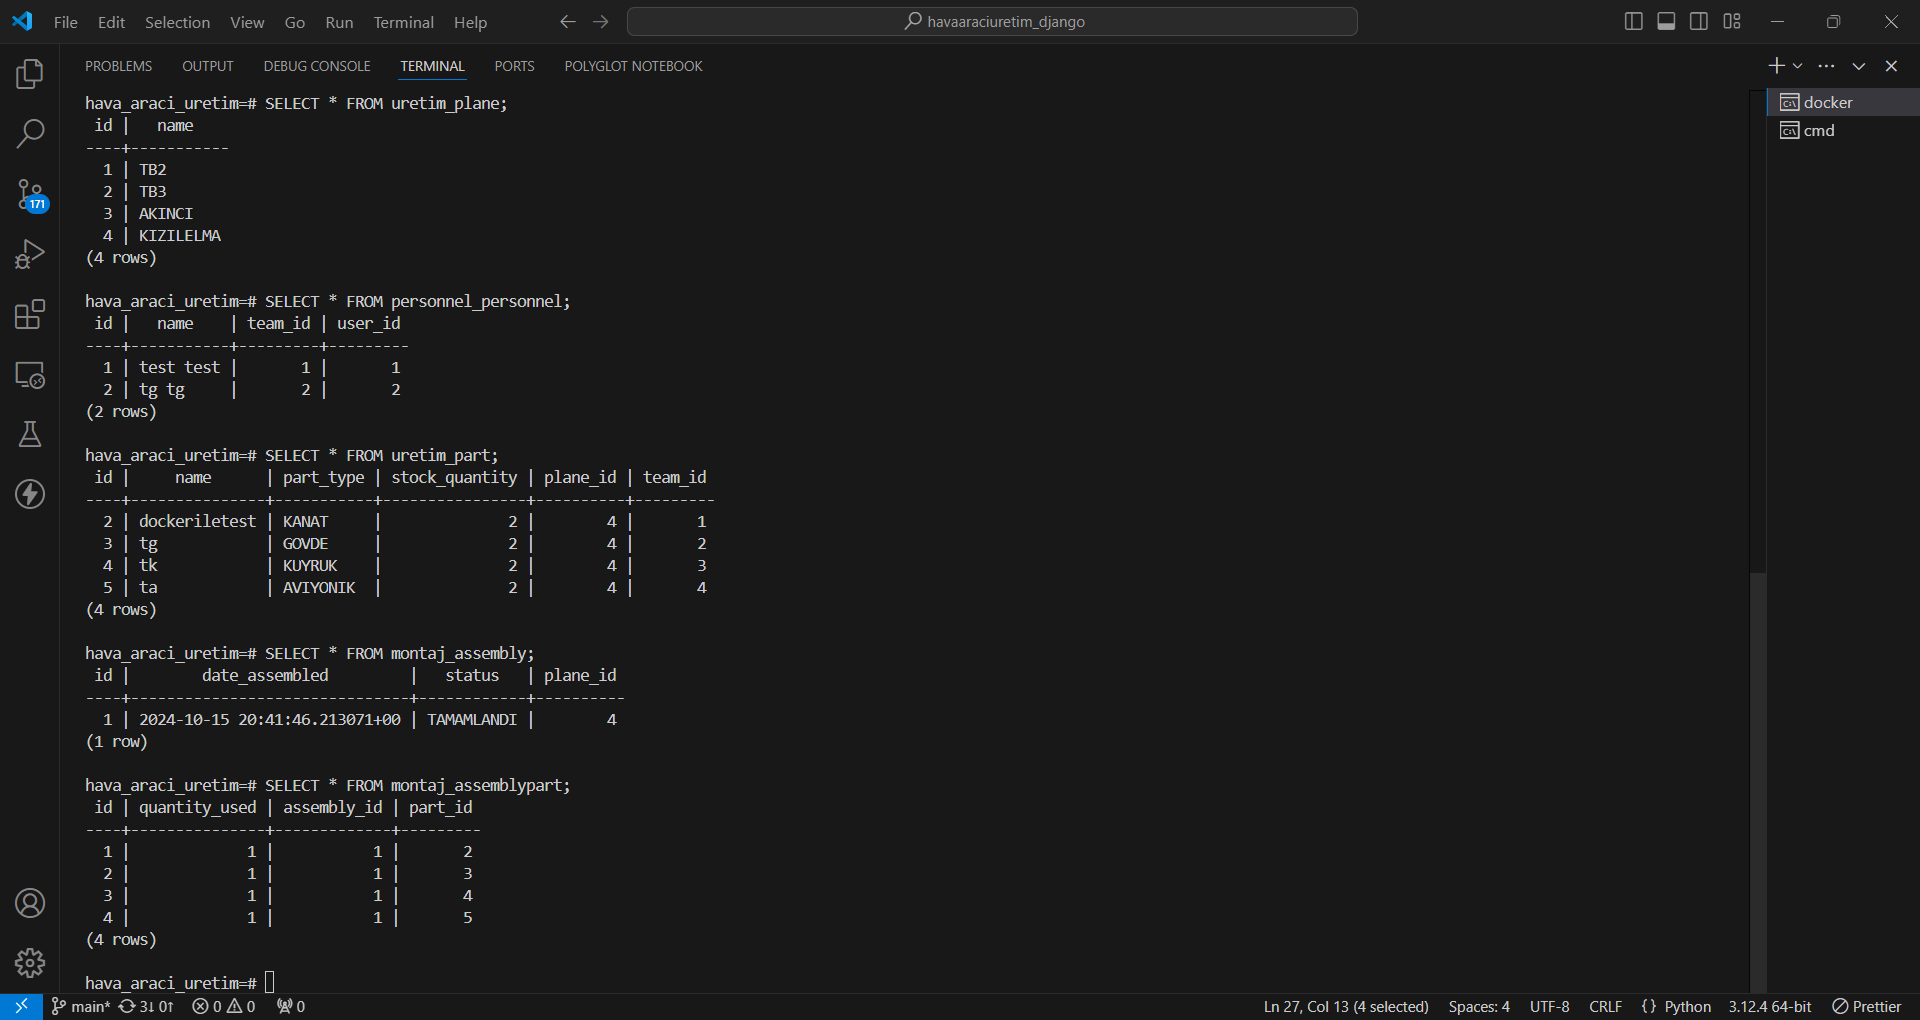 File Edit Selection View Go Run Terminal Help
havaaraciuretim_django
PROBLEMS OUTPUT DEBUG CONSOLE TERMINAL PORTS POLYGLOT NOTEBOOK
docker
cmd
171
hava_araci_uretim=# SELECT * FROM uretim_plane;
 id |   name
----+-----------
  1 | TB2
  2 | TB3
  3 | AKINCI
  4 | KIZILELMA
(4 rows)
hava_araci_uretim=# SELECT * FROM personnel_personnel;
 id |   name    | team_id | user_id
----+-----------+---------+---------
  1 | test test |       1 |       1
  2 | tg tg     |       2 |       2
(2 rows)
hava_araci_uretim=# SELECT * FROM uretim_part;
 id |     name      | part_type | stock_quantity | plane_id | team_id
----+---------------+-----------+----------------+----------+---------
  2 | dockeriletest | KANAT     |              2 |        4 |       1
  3 | tg            | GOVDE     |              2 |        4 |       2
  4 | tk            | KUYRUK    |              2 |        4 |       3
  5 | ta            | AVIYONIK  |              2 |        4 |       4
(4 rows)
hava_araci_uretim=# SELECT * FROM montaj_assembly;
 id |        date_assembled         |   status   | plane_id
----+-------------------------------+------------+----------
  1 | 2024-10-15 20:41:46.213071+00 | TAMAMLANDI |        4
(1 row)
hava_araci_uretim=# SELECT * FROM montaj_assemblypart;
 id | quantity_used | assembly_id | part_id
----+---------------+-------------+---------
  1 |             1 |           1 |       2
  2 |             1 |           1 |       3
  3 |             1 |           1 |       4
  4 |             1 |           1 |       5
(4 rows)
hava_araci_uretim=#
main* 3↓ 0↑ 0 0 0 Ln 27, Col 13 (4 selected) Spaces: 4 UTF-8 CRLF {} Python 3.12.4 64-bit Prettier